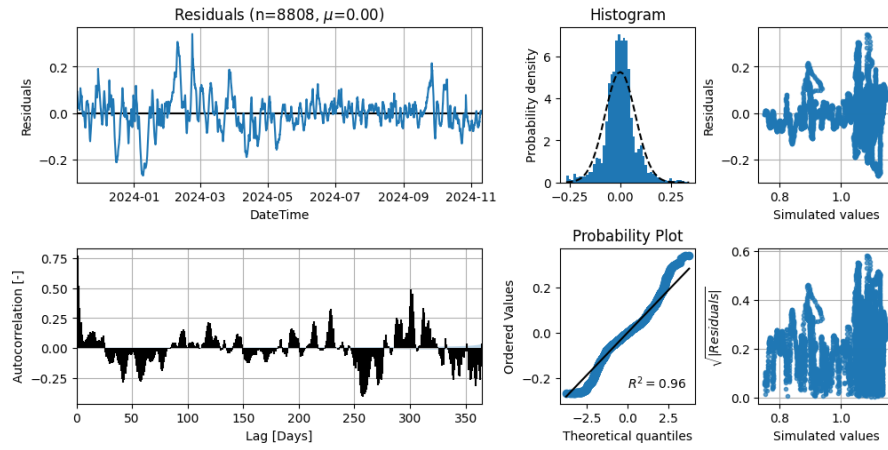 Residuals (n=8808, μ=0.00)
Residuals
0.2
0.0
−0.2
2024-01 2024-03 2024-05 2024-07 2024-09 2024-11
DateTime
Histogram
Probability density
6
4
2
0
−0.25 0.00 0.25
Residuals
0.2
0.0
−0.2
0.8 1.0
Simulated values
Autocorrelation [-]
0.75
0.50
0.25
0.00
−0.25
0 50 100 150 200 250 300 350
Lag [Days]
Probability Plot
Ordered Values
0.2
0.0
−0.2
R² = 0.96
−2.5 0.0 2.5
Theoretical quantiles
√|Residuals|
0.6
0.4
0.2
0.0
0.8 1.0
Simulated values